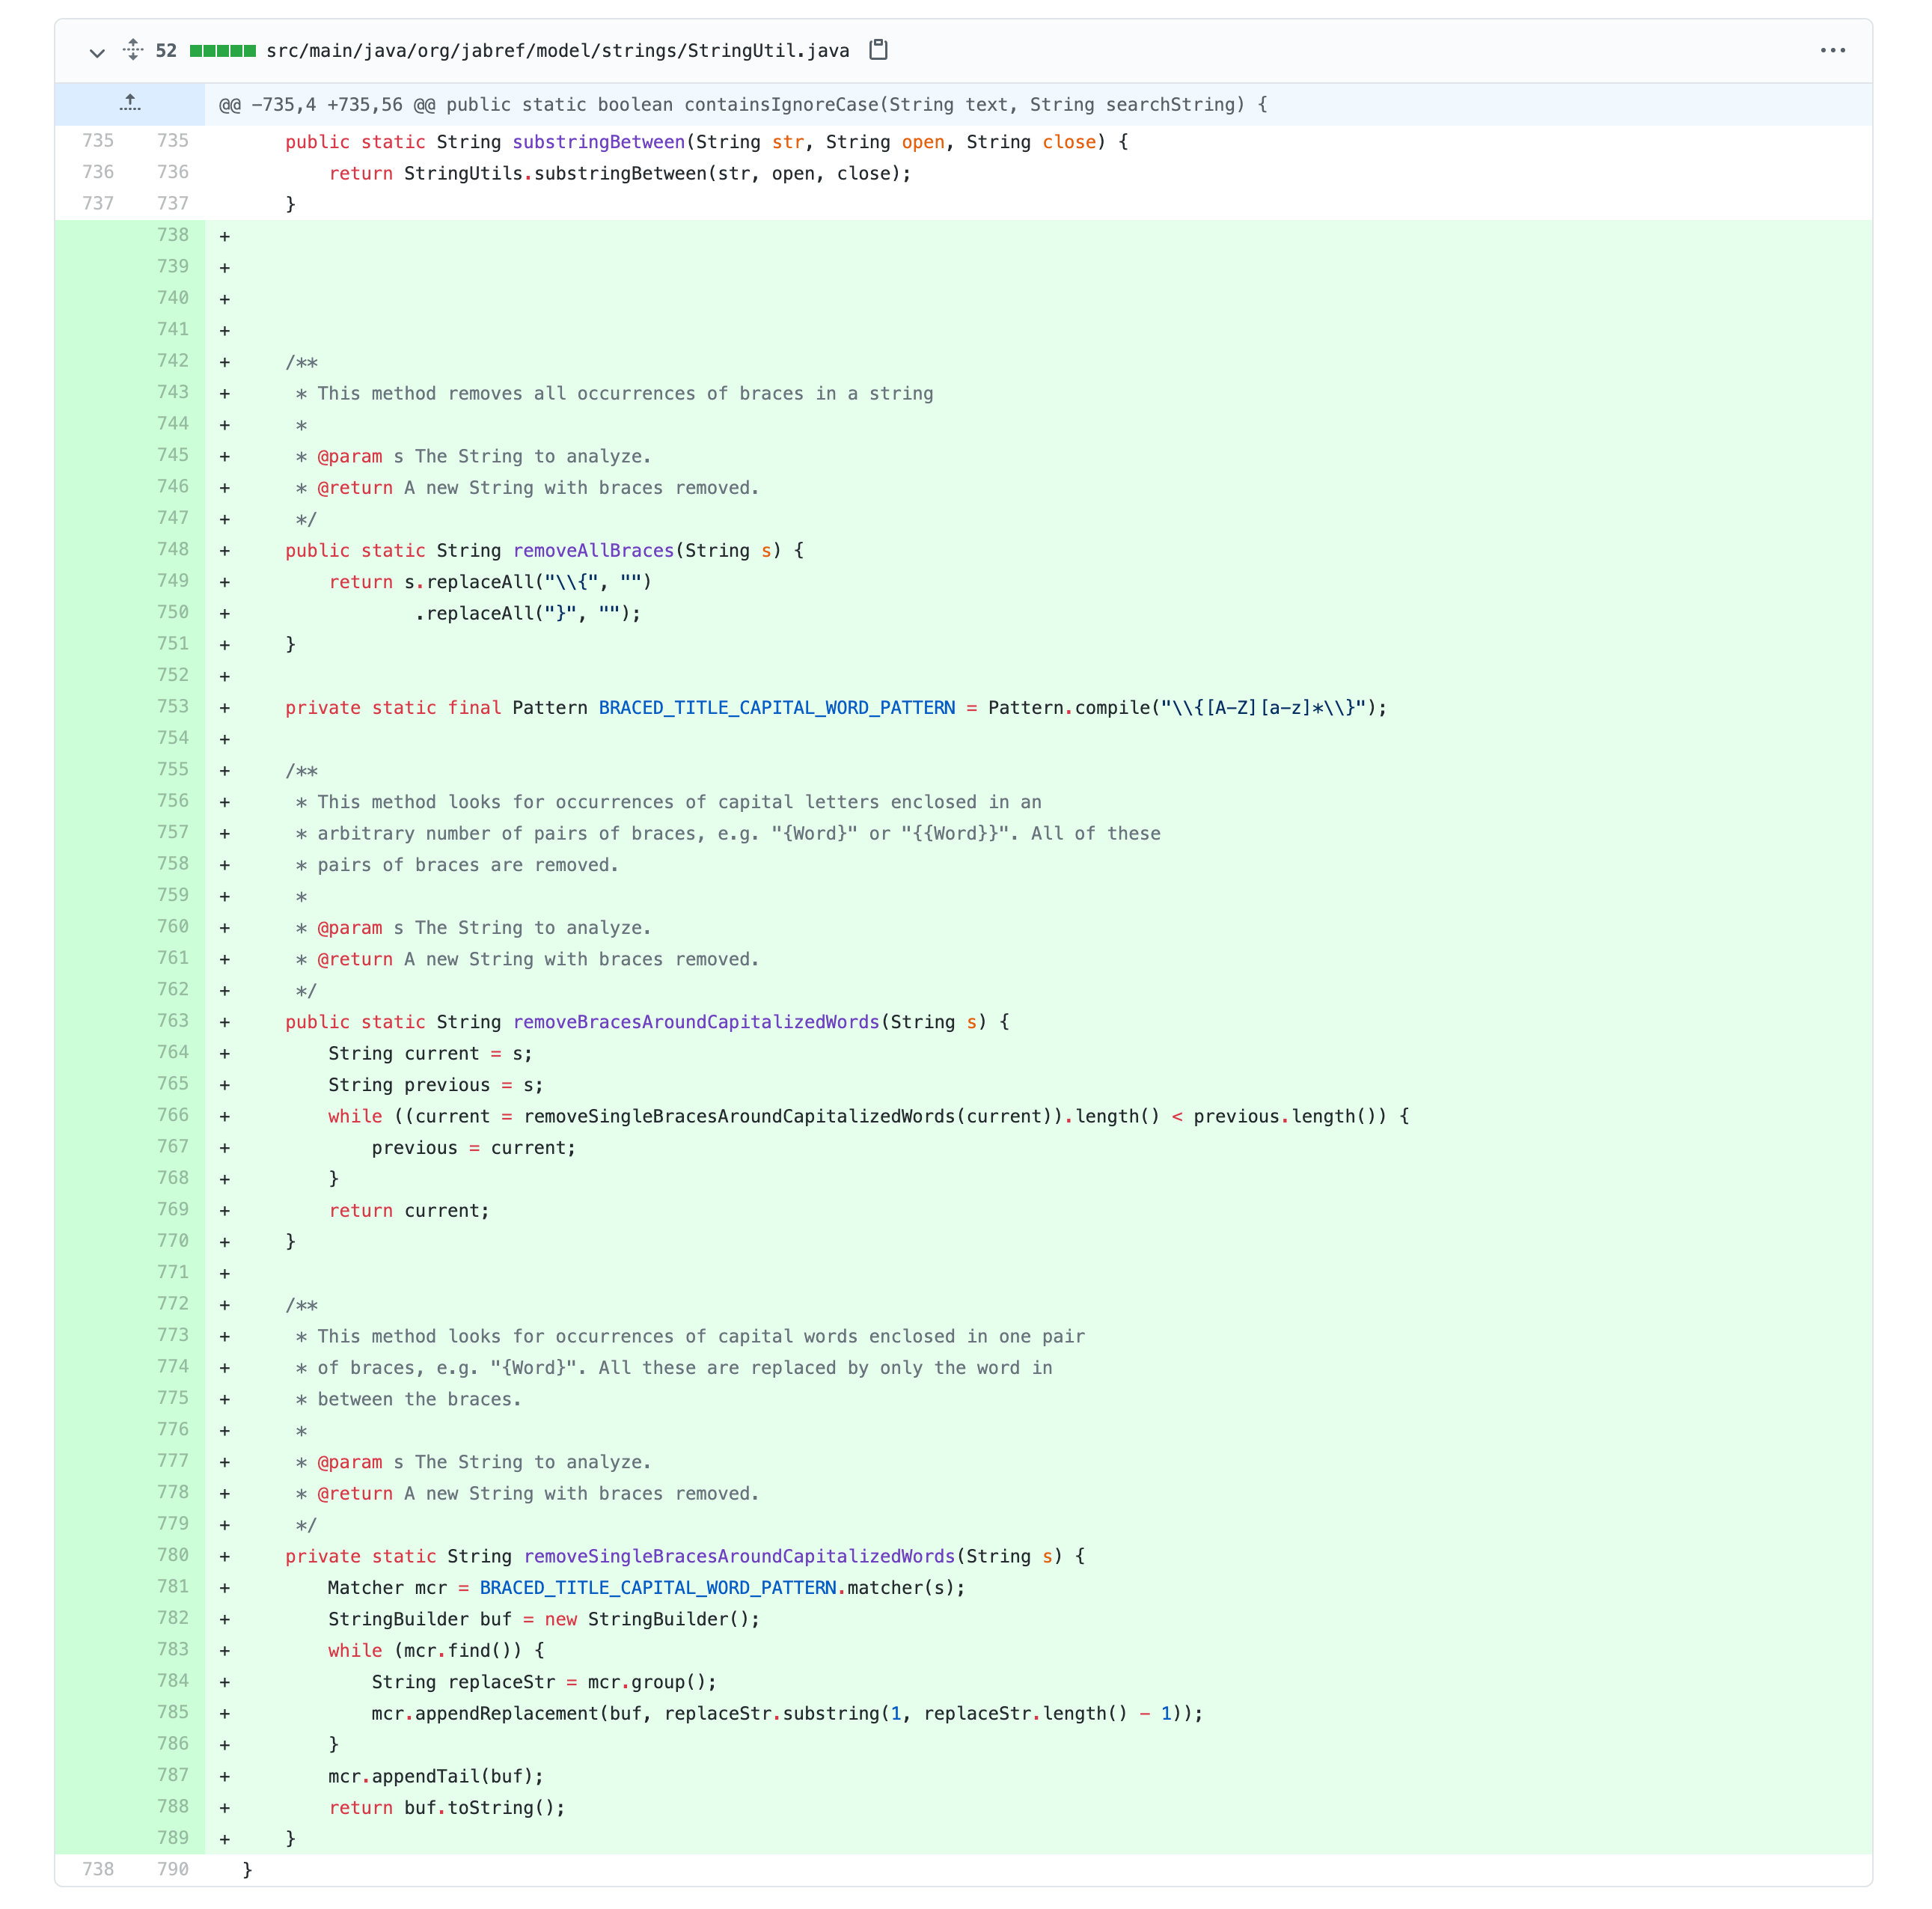 52 src/main/java/org/jabref/model/strings/StringUtil.java
@@ -735,4 +735,56 @@ public static boolean containsIgnoreCase(String text, String searchString) {
735 735     public static String substringBetween(String str, String open, String close) {
736 736         return StringUtils.substringBetween(str, open, close);
737 737     }
738 +
739 +
740 +
741 +
742 +     /**
743 +      * This method removes all occurrences of braces in a string
744 +      *
745 +      * @param s The String to analyze.
746 +      * @return A new String with braces removed.
747 +      */
748 +     public static String removeAllBraces(String s) {
749 +         return s.replaceAll("\\{", "")
750 +                 .replaceAll("}", "");
751 +     }
752 +
753 +     private static final Pattern BRACED_TITLE_CAPITAL_WORD_PATTERN = Pattern.compile("\\{[A-Z][a-z]*\\}");
754 +
755 +     /**
756 +      * This method looks for occurrences of capital letters enclosed in an
757 +      * arbitrary number of pairs of braces, e.g. "{Word}" or "{{Word}}". All of these
758 +      * pairs of braces are removed.
759 +      *
760 +      * @param s The String to analyze.
761 +      * @return A new String with braces removed.
762 +      */
763 +     public static String removeBracesAroundCapitalizedWords(String s) {
764 +         String current = s;
765 +         String previous = s;
766 +         while ((current = removeSingleBracesAroundCapitalizedWords(current)).length() < previous.length()) {
767 +             previous = current;
768 +         }
769 +         return current;
770 +     }
771 +
772 +     /**
773 +      * This method looks for occurrences of capital words enclosed in one pair
774 +      * of braces, e.g. "{Word}". All these are replaced by only the word in
775 +      * between the braces.
776 +      *
777 +      * @param s The String to analyze.
778 +      * @return A new String with braces removed.
779 +      */
780 +     private static String removeSingleBracesAroundCapitalizedWords(String s) {
781 +         Matcher mcr = BRACED_TITLE_CAPITAL_WORD_PATTERN.matcher(s);
782 +         StringBuilder buf = new StringBuilder();
783 +         while (mcr.find()) {
784 +             String replaceStr = mcr.group();
785 +             mcr.appendReplacement(buf, replaceStr.substring(1, replaceStr.length() - 1));
786 +         }
787 +         mcr.appendTail(buf);
788 +         return buf.toString();
789 +     }
738 790 }